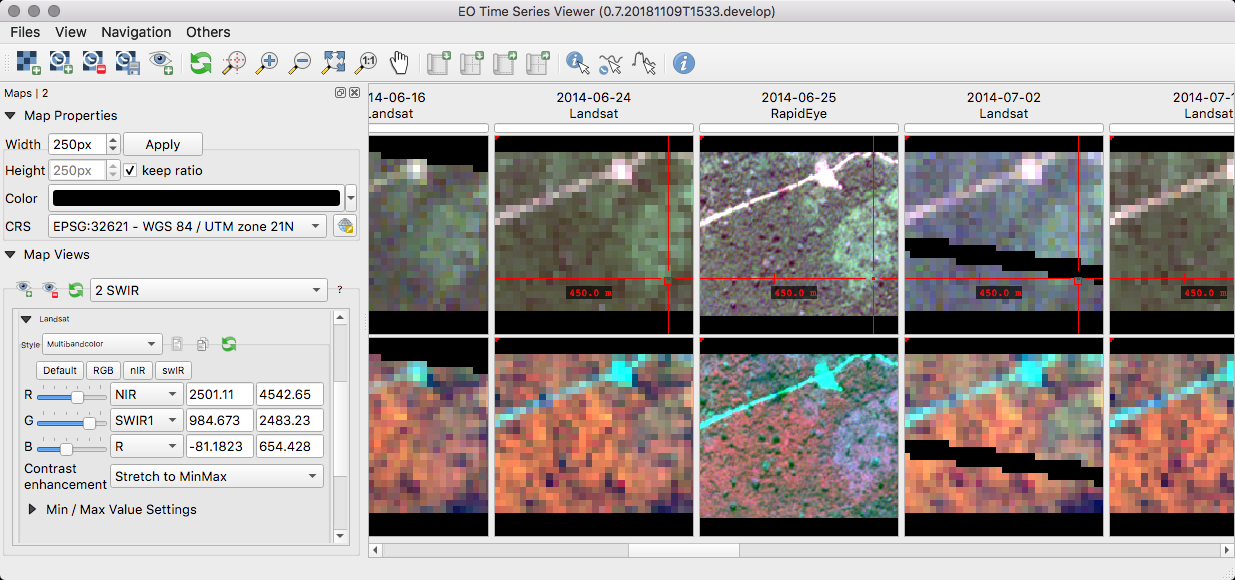 EO Time Series Viewer (0.7.20181109T1533.develop)
Files View Navigation Others
1:1
Maps | 2
Map Properties
Width 250px Apply
Height 250px keep ratio
Color
CRS EPSG:32621 - WGS 84 / UTM zone 21N
Map Views
2 SWIR ?
Landsat
Style Multibandcolor
Default RGB nIR swIR
R NIR 2501.11 4542.65
G SWIR1 984.673 2483.23
B R -81.1823 654.428
Contrast
enhancement Stretch to MinMax
Min / Max Value Settings
14-06-16 2014-06-24 2014-06-25 2014-07-02 2014-07-1
Landsat Landsat RapidEye Landsat Landsat
450.0 m 450.0 m 450.0 m 450.0 m